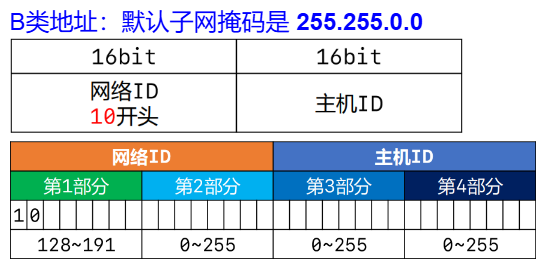 B类地址：默认子网掩码是 255.255.0.0
16bit 16bit
网络ID
10开头 主机ID
网络ID 主机ID
第1部分 第2部分 第3部分 第4部分
1 0
128~191 0~255 0~255 0~255